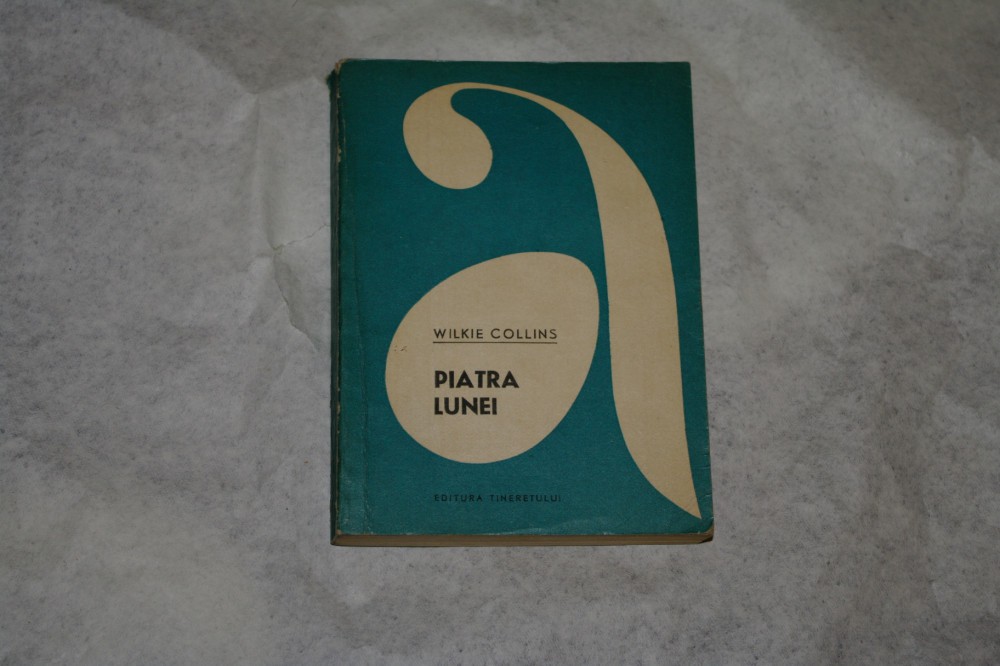 a
WILKIE COLLINS
PIATRA
LUNEI
EDITURA TINERETULUI